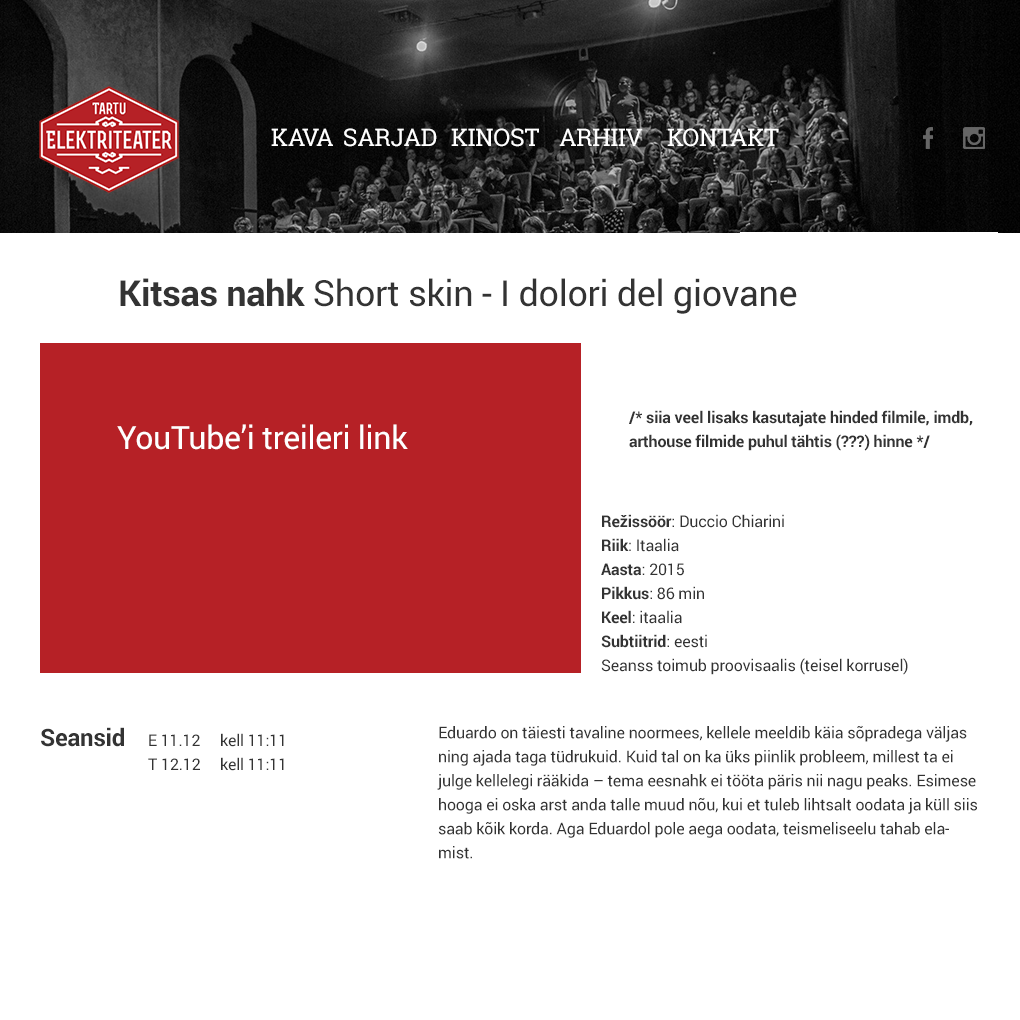 TARTU
ELEKTRITEATER
KAVA SARJAD KINOST ARHIIV KONTAKT
Kitsas nahk Short skin - I dolori del giovane
YouTube’i treileri link
/* siia veel lisaks kasutajate hinded filmile, imdb,
arthouse filmide puhul tähtis (???) hinne */
Režissöör: Duccio Chiarini
Riik: Itaalia
Aasta: 2015
Pikkus: 86 min
Keel: itaalia
Subtiitrid: eesti
Seanss toimub proovisaalis (teisel korrusel)
Seansid
E 11.12 kell 11:11
T 12.12 kell 11:11
Eduardo on täiesti tavaline noormees, kellele meeldib käia sõpradega väljas
ning ajada taga tüdrukuid. Kuid tal on ka üks piinlik probleem, millest ta ei
julge kellelegi rääkida – tema eesnahk ei tööta päris nii nagu peaks. Esimese
hooga ei oska arst anda talle muud nõu, kui et tuleb lihtsalt oodata ja küll siis
saab kõik korda. Aga Eduardol pole aega oodata, teismeliseelu tahab ela-
mist.